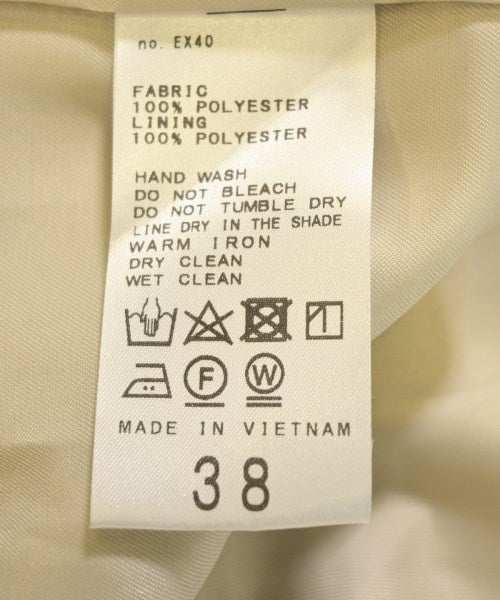 no. EX40
FABRIC
100% POLYESTER
LINING
100% POLYESTER
HAND WASH
DO NOT BLEACH
DO NOT TUMBLE DRY
LINE DRY IN THE SHADE
WARM IRON
DRY CLEAN
WET CLEAN
F W
MADE IN VIETNAM
38